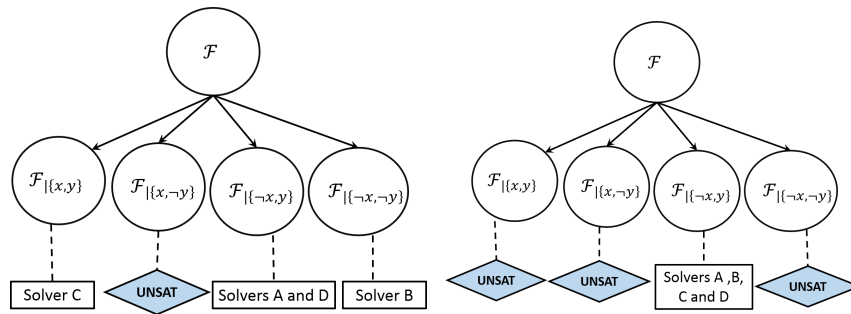 ℱ
ℱ|{x,y}
ℱ|{x,¬y}
ℱ|{¬x,y}
ℱ|{¬x,¬y}
Solver C
UNSAT
Solvers A and D
Solver B
ℱ
ℱ|{x,y}
ℱ|{x,¬y}
ℱ|{¬x,y}
ℱ|{¬x,¬y}
UNSAT
UNSAT
Solvers A ,B,
C and D
UNSAT